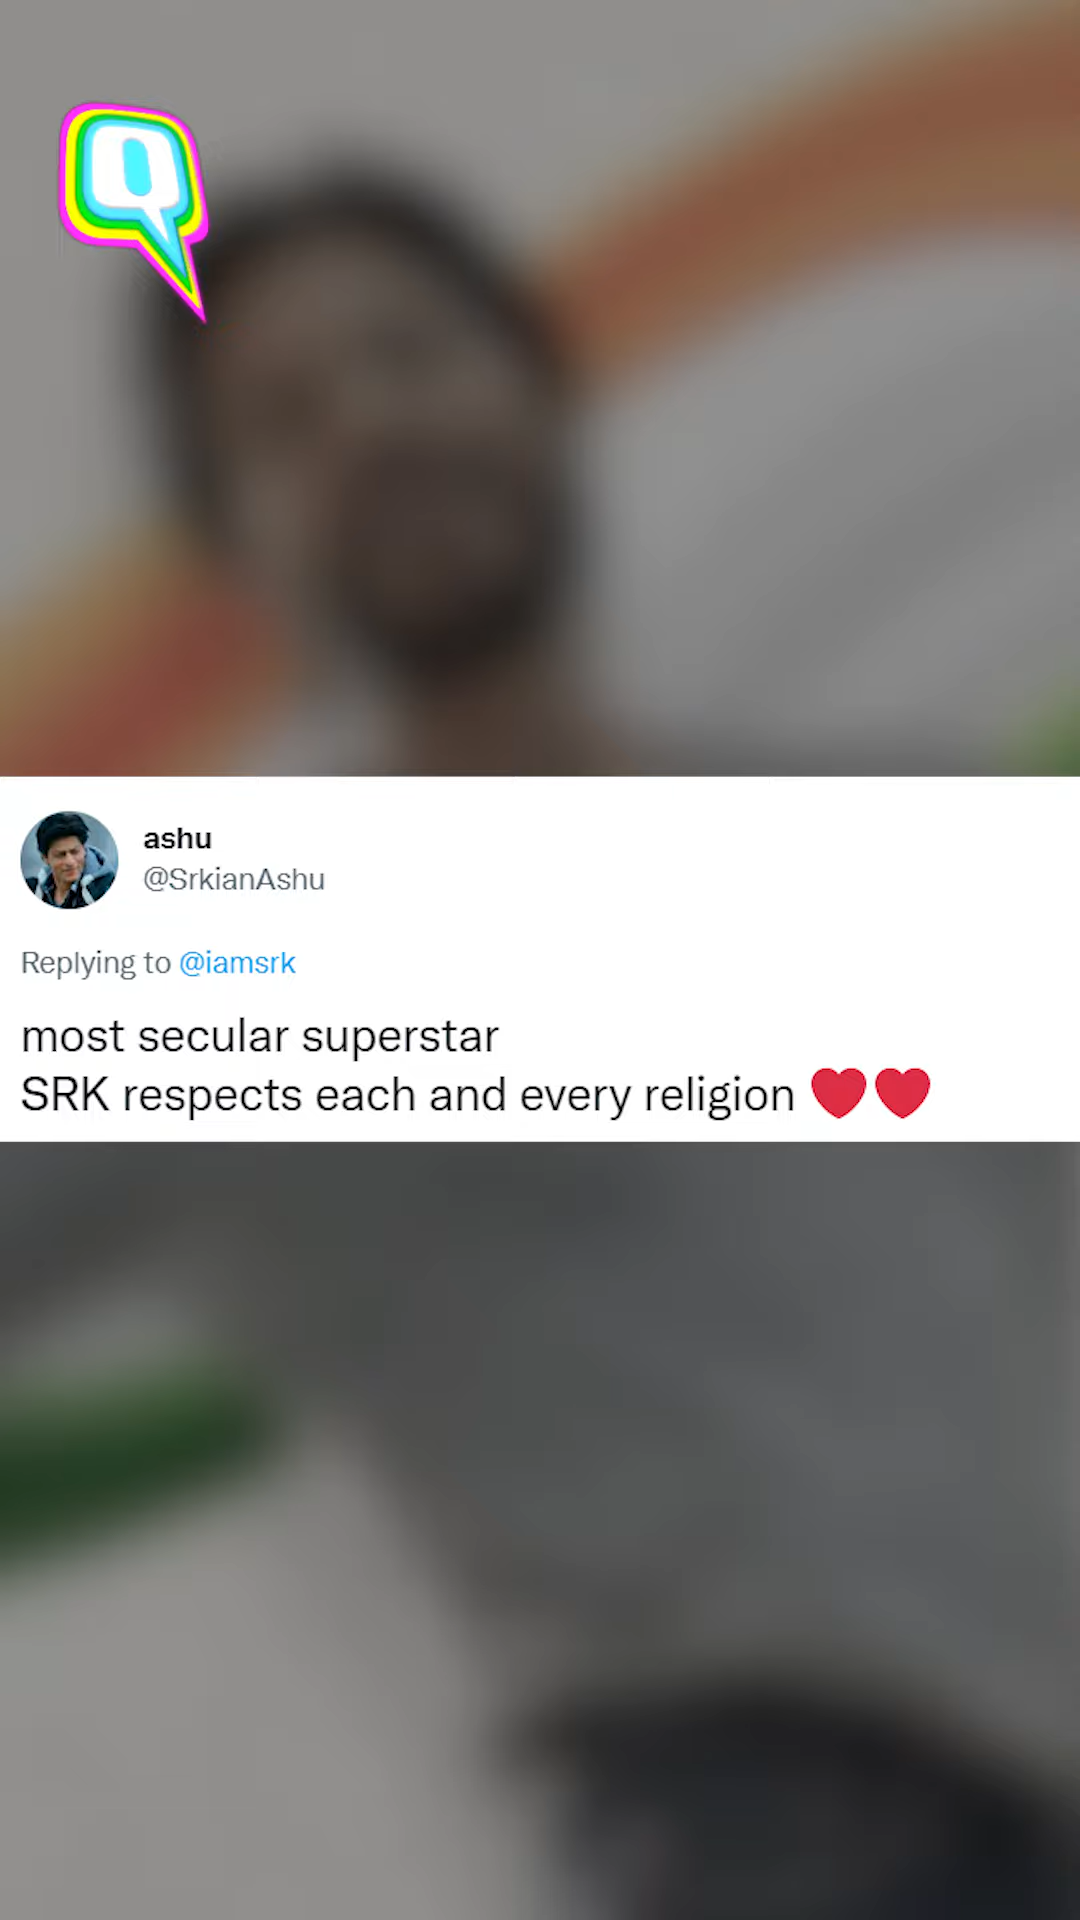 Q
ashu
@SrkianAshu
Replying to @iamsrk
most secular superstar
SRK respects each and every religion ❤❤